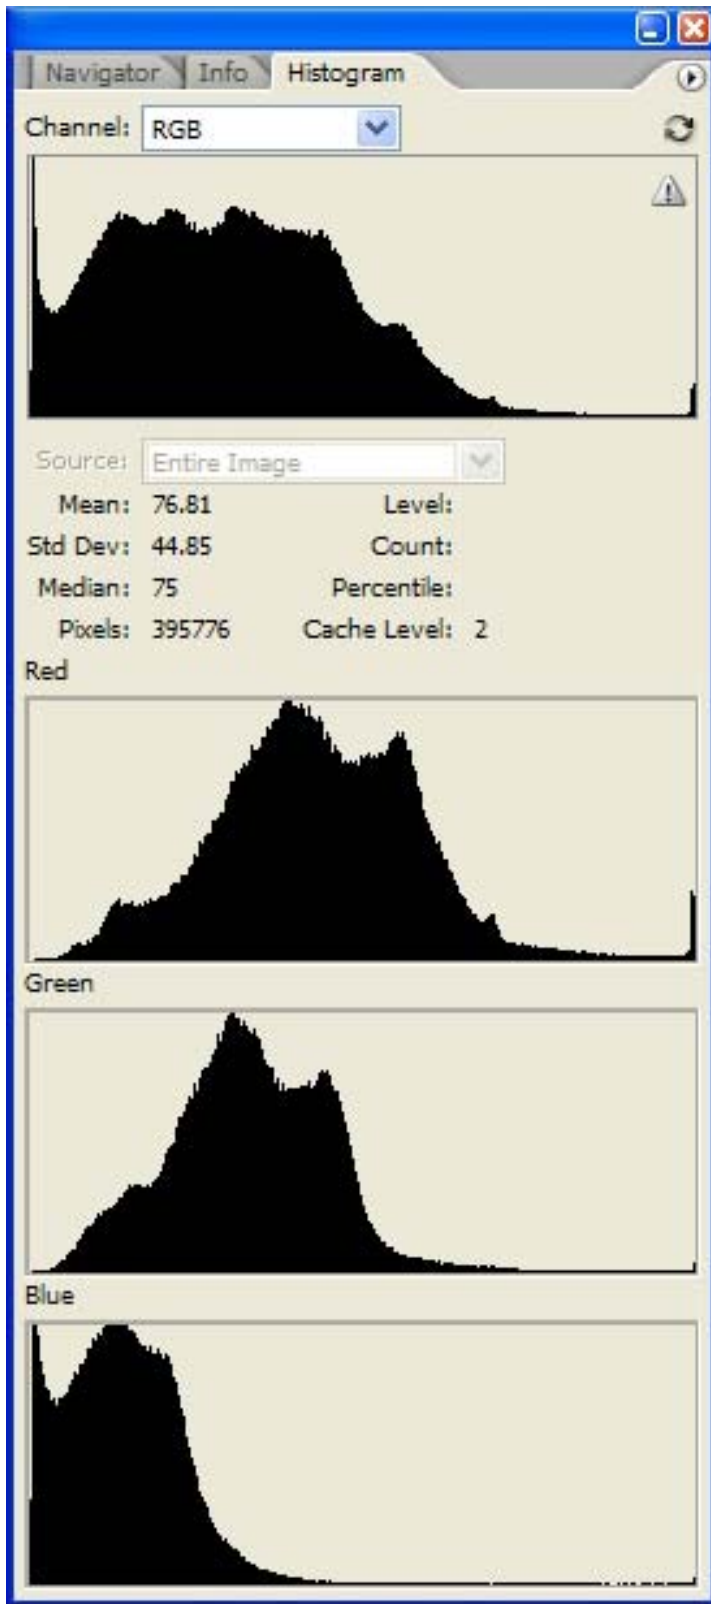 Navigator Info Histogram
Channel: RGB
Source: Entire Image
Mean: 76.81 Level:
Std Dev: 44.85 Count:
Median: 75 Percentile:
Pixels: 395776 Cache Level: 2
Red
Green
Blue